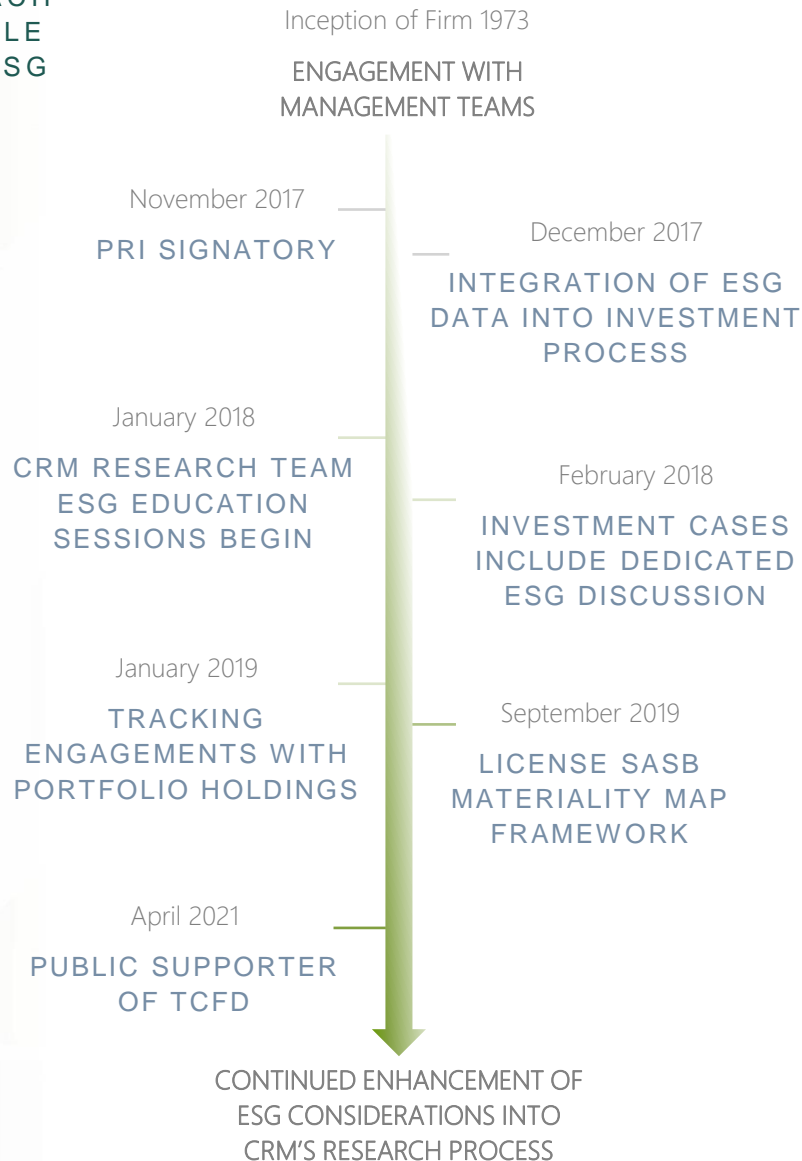 LE
SG
Inception of Firm 1973
ENGAGEMENT WITH
MANAGEMENT TEAMS
November 2017
PRI SIGNATORY
December 2017
INTEGRATION OF ESG
DATA INTO INVESTMENT
PROCESS
January 2018
CRM RESEARCH TEAM
ESG EDUCATION
SESSIONS BEGIN
February 2018
INVESTMENT CASES
INCLUDE DEDICATED
ESG DISCUSSION
January 2019
TRACKING
ENGAGEMENTS WITH
PORTFOLIO HOLDINGS
September 2019
LICENSE SASB
MATERIALITY MAP
FRAMEWORK
April 2021
PUBLIC SUPPORTER
OF TCFD
CONTINUED ENHANCEMENT OF
ESG CONSIDERATIONS INTO
CRM'S RESEARCH PROCESS